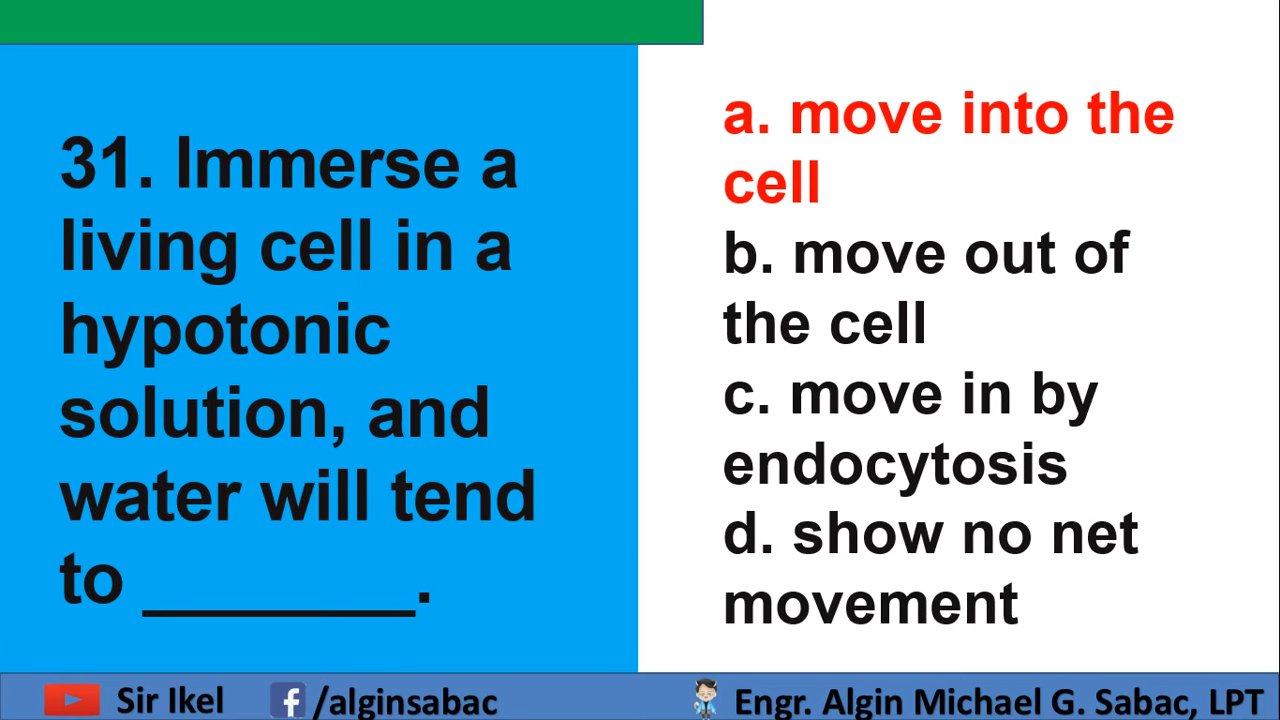 31. Immerse a
living cell in a
hypotonic
solution, and
water will tend
to ________.
a. move into the
cell
b. move out of
the cell
c. move in by
endocytosis
d. show no net
movement
Sir Ikel
/alginsabac
Engr. Algin Michael G. Sabac, LPT